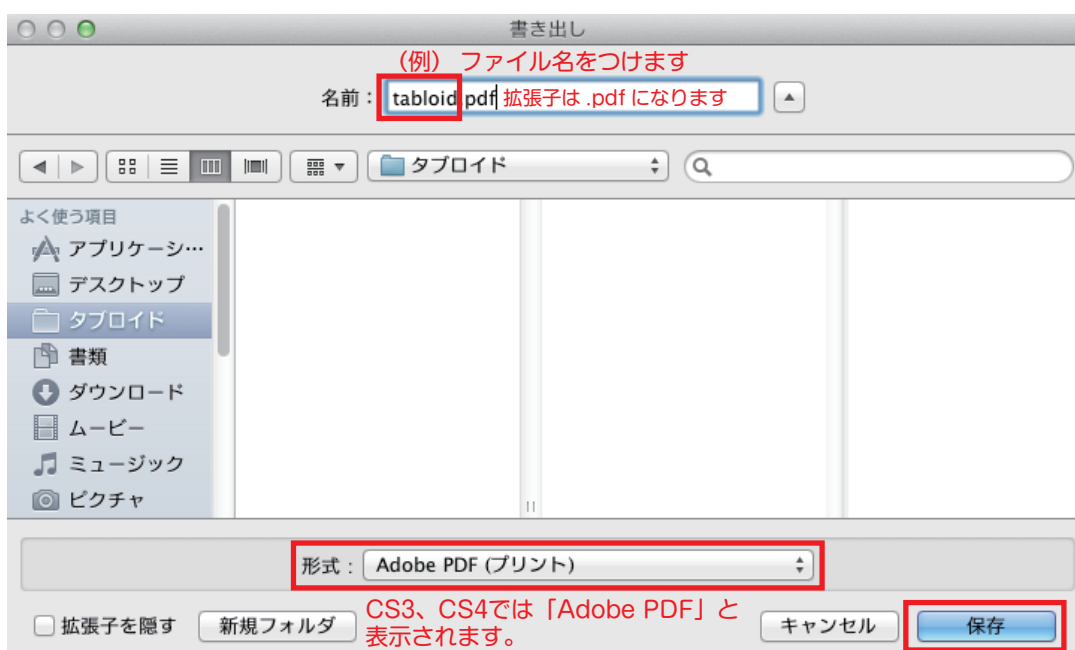 書き出し
（例） ファイル名をつけます
名前： tabloid.pdf 拡張子は .pdf になります
タブロイド
よく使う項目
アプリケーシ…
デスクトップ
タブロイド
書類
ダウンロード
ムービー
ミュージック
ピクチャ
形式： Adobe PDF (プリント)
拡張子を隠す 新規フォルダ CS3、CS4では「Adobe PDF」と
表示されます。 キャンセル 保存